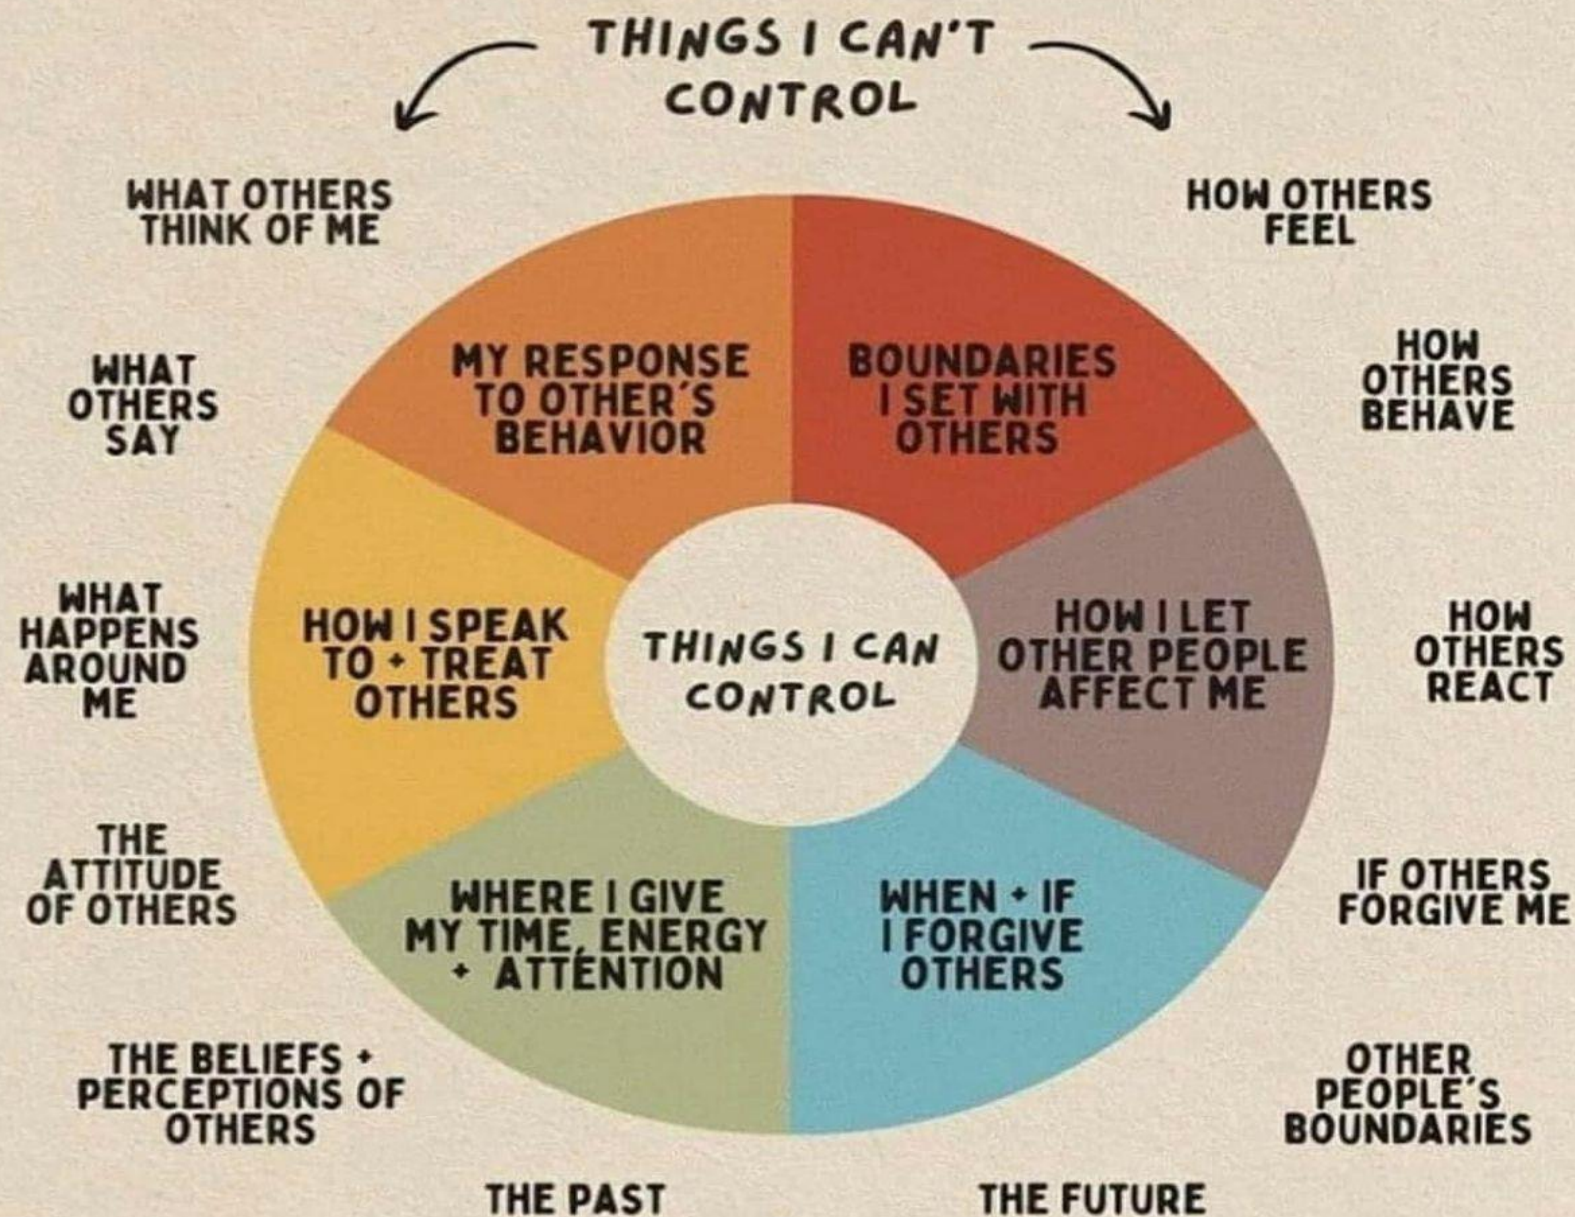 THINGS I CAN'T
CONTROL
WHAT OTHERS
THINK OF ME
HOW OTHERS
FEEL
WHAT
OTHERS
SAY
HOW
OTHERS
BEHAVE
MY RESPONSE
TO OTHER'S
BEHAVIOR
BOUNDARIES
I SET WITH
OTHERS
WHAT
HAPPENS
AROUND
ME
HOW I SPEAK
TO + TREAT
OTHERS
THINGS I CAN
CONTROL
HOW I LET
OTHER PEOPLE
AFFECT ME
HOW
OTHERS
REACT
THE
ATTITUDE
OF OTHERS
WHERE I GIVE
MY TIME, ENERGY
+ ATTENTION
WHEN + IF
I FORGIVE
OTHERS
IF OTHERS
FORGIVE ME
THE BELIEFS +
PERCEPTIONS OF
OTHERS
OTHER
PEOPLE'S
BOUNDARIES
THE PAST
THE FUTURE